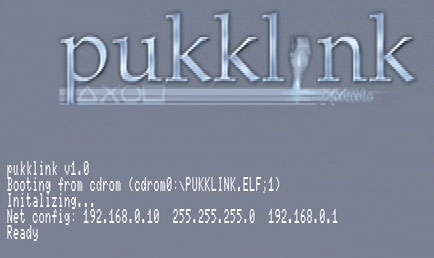 pukklink
pukklink v1.0
Booting from cdrom (cdrom0:\PUKKLINK.ELF;1)
Initalizing...
Net config: 192.168.0.10 255.255.255.0 192.168.0.1
Ready